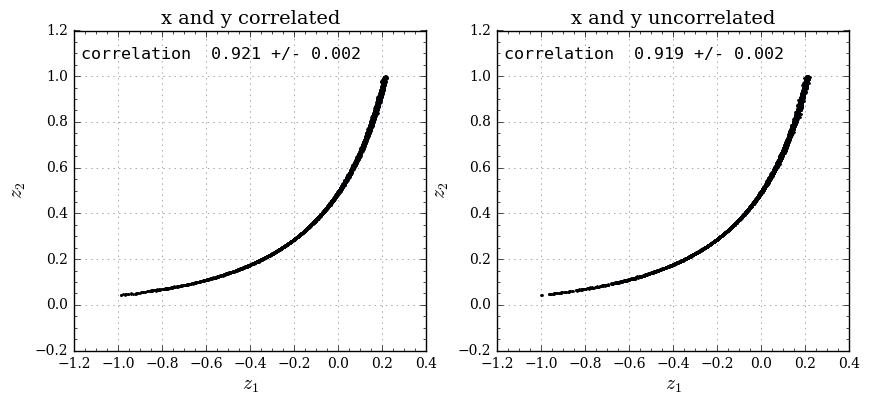 x and y correlated
x and y uncorrelated
correlation  0.921 +/- 0.002
correlation  0.919 +/- 0.002
1.2
1.0
0.8
0.6
0.4
0.2
0.0
−0.2
z2
−1.2 −1.0 −0.8 −0.6 −0.4 −0.2 0.0 0.2 0.4
z1
1.2
1.0
0.8
0.6
0.4
0.2
0.0
−0.2
z2
−1.2 −1.0 −0.8 −0.6 −0.4 −0.2 0.0 0.2 0.4
z1